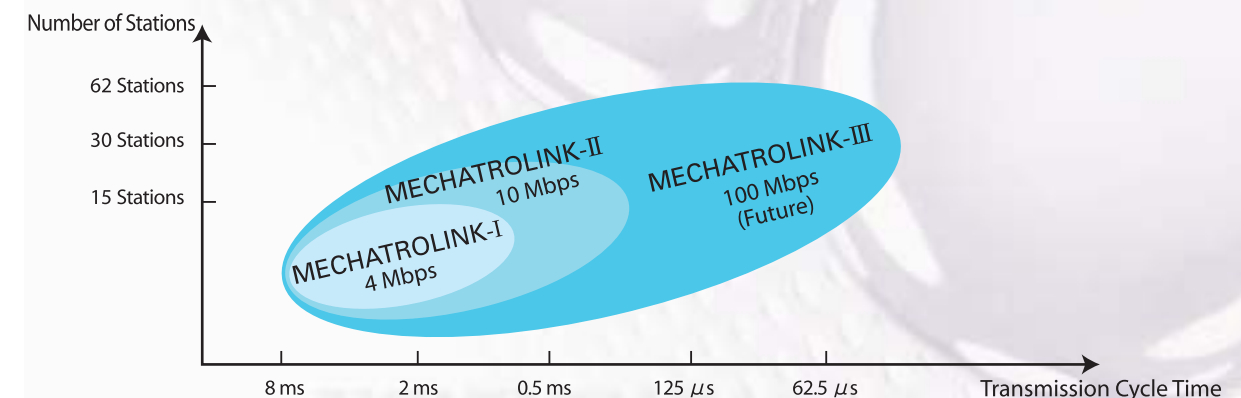 Number of Stations
62 Stations
30 Stations
15 Stations
MECHATROLINK-II
10 Mbps
MECHATROLINK-III
100 Mbps
(Future)
MECHATROLINK-I
4 Mbps
8 ms
2 ms
0.5 ms
125 μs
62.5 μs
Transmission Cycle Time